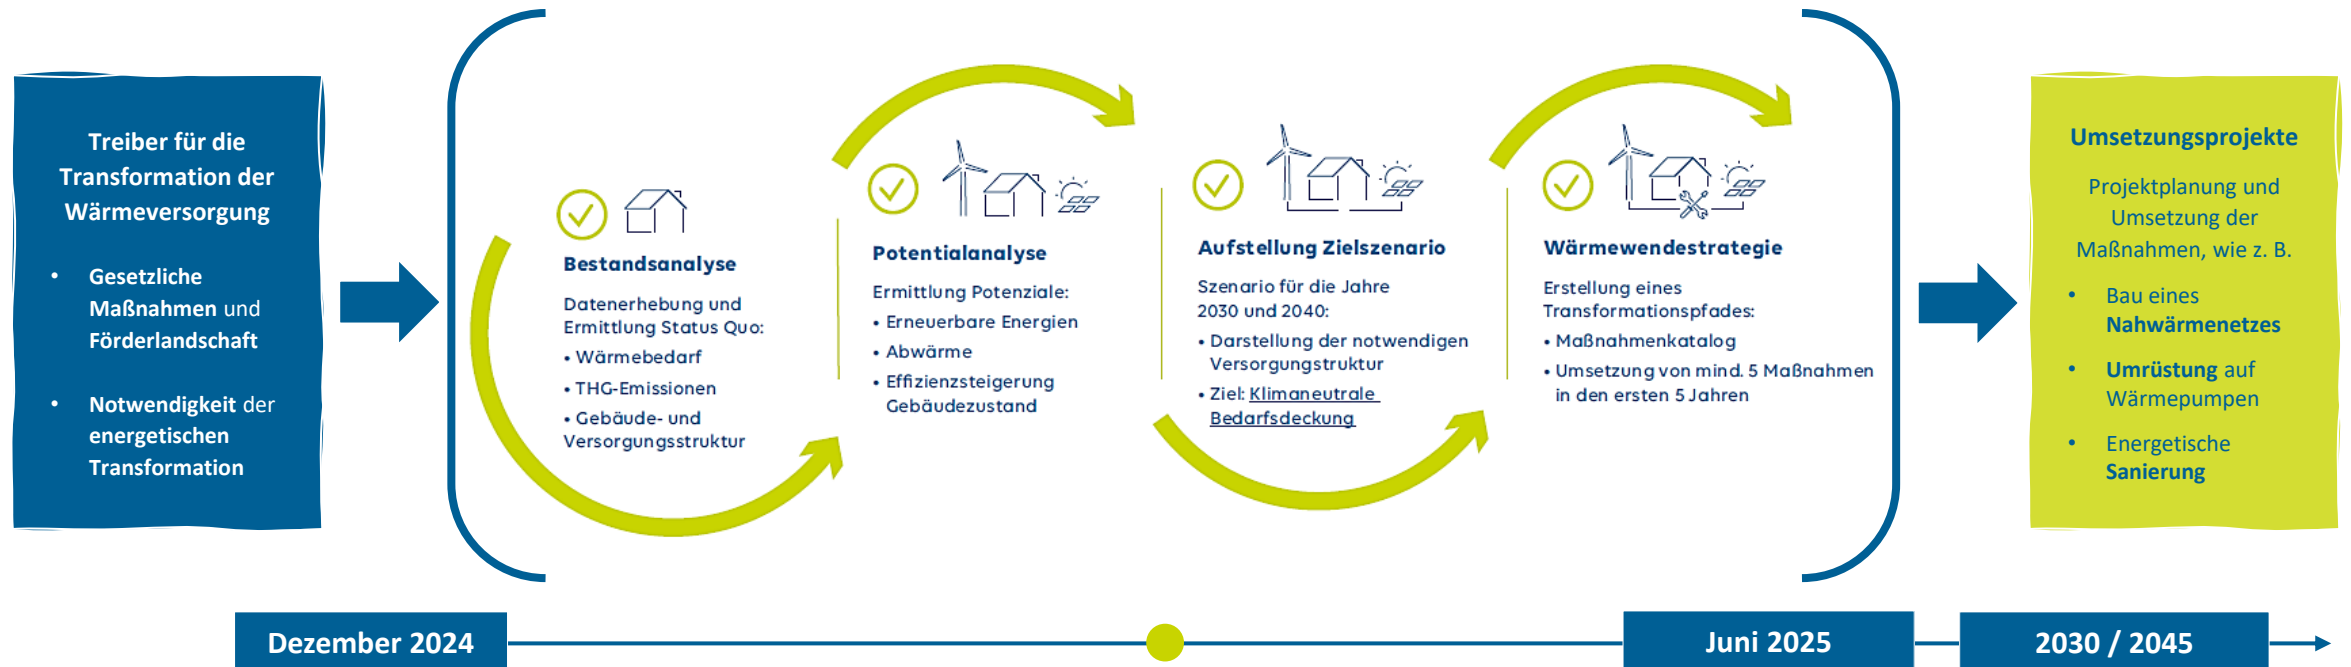 Treiber für die
Transformation der
Wärmeversorgung
• Gesetzliche
Maßnahmen und
Förderlandschaft
• Notwendigkeit der
energetischen
Transformation
Bestandsanalyse
Datenerhebung und
Ermittlung Status Quo:
• Wärmebedarf
• THG-Emissionen
• Gebäude- und
Versorgungsstruktur
Potentialanalyse
Ermittlung Potenziale:
• Erneuerbare Energien
• Abwärme
• Effizienzsteigerung
Gebäudezustand
Aufstellung Zielszenario
Szenario für die Jahre
2030 und 2040:
• Darstellung der notwendigen
Versorgungstruktur
• Ziel: Klimaneutrale
Bedarfsdeckung
Wärmewendestrategie
Erstellung eines
Transformationspfades:
• Maßnahmenkatalog
• Umsetzung von mind. 5 Maßnahmen
in den ersten 5 Jahren
Umsetzungsprojekte
Projektplanung und
Umsetzung der
Maßnahmen, wie z. B.
• Bau eines
Nahwärmenetzes
• Umrüstung auf
Wärmepumpen
• Energetische
Sanierung
Dezember 2024
Juni 2025
2030 / 2045